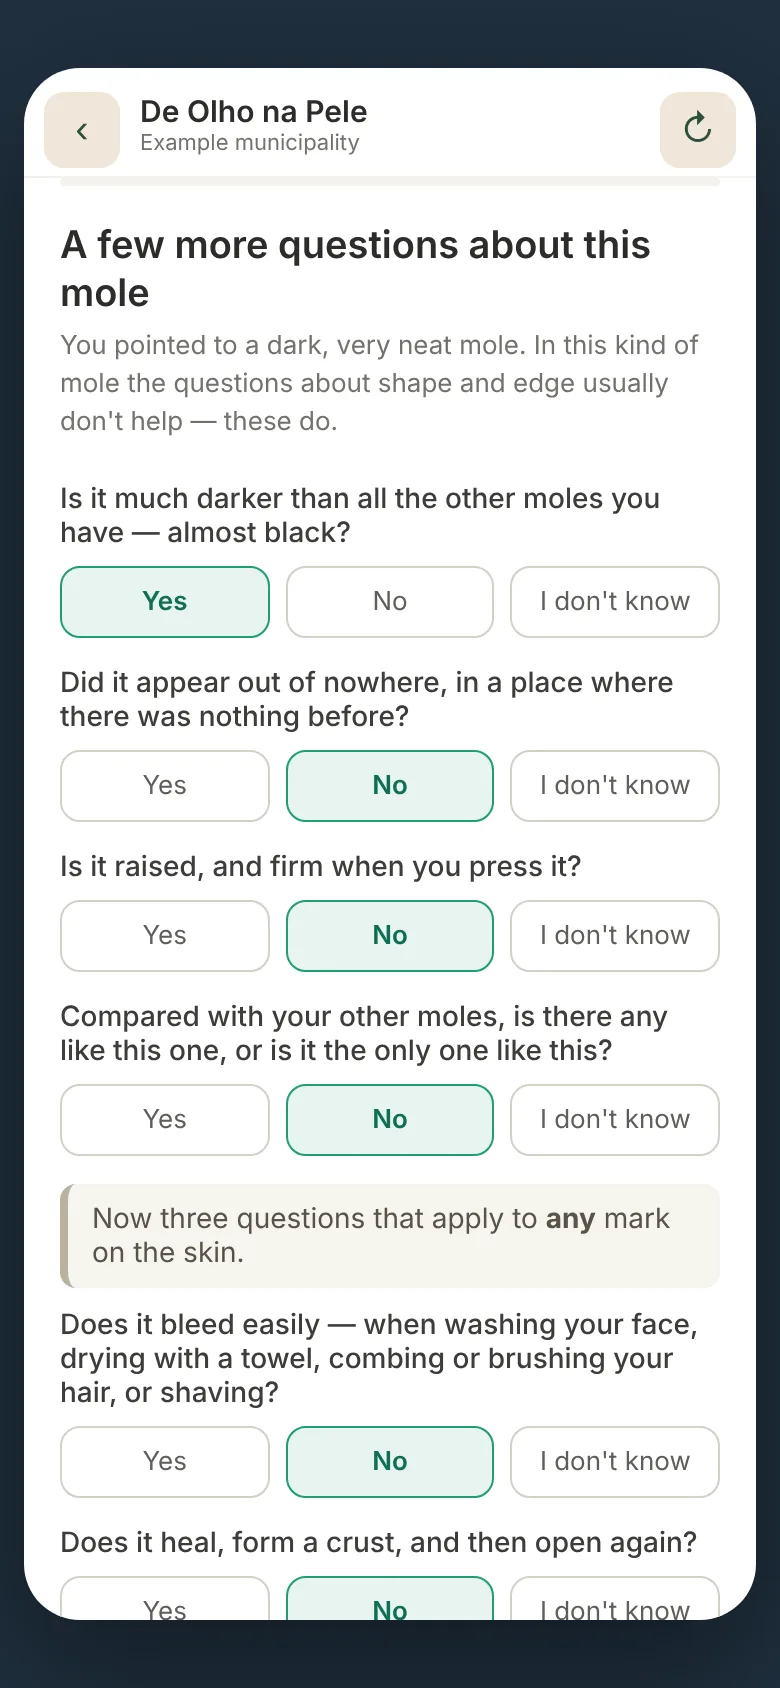 De Olho na Pele
Example municipality
A few more questions about this
mole
You pointed to a dark, very neat mole. In this kind of
mole the questions about shape and edge usually
don't help — these do.
Is it much darker than all the other moles you
have — almost black?
Yes No I don't know
Did it appear out of nowhere, in a place where
there was nothing before?
Yes No I don't know
Is it raised, and firm when you press it?
Yes No I don't know
Compared with your other moles, is there any
like this one, or is it the only one like this?
Yes No I don't know
Now three questions that apply to any mark
on the skin.
Does it bleed easily — when washing your face,
drying with a towel, combing or brushing your
hair, or shaving?
Yes No I don't know
Does it heal, form a crust, and then open again?
Yes No I don't know